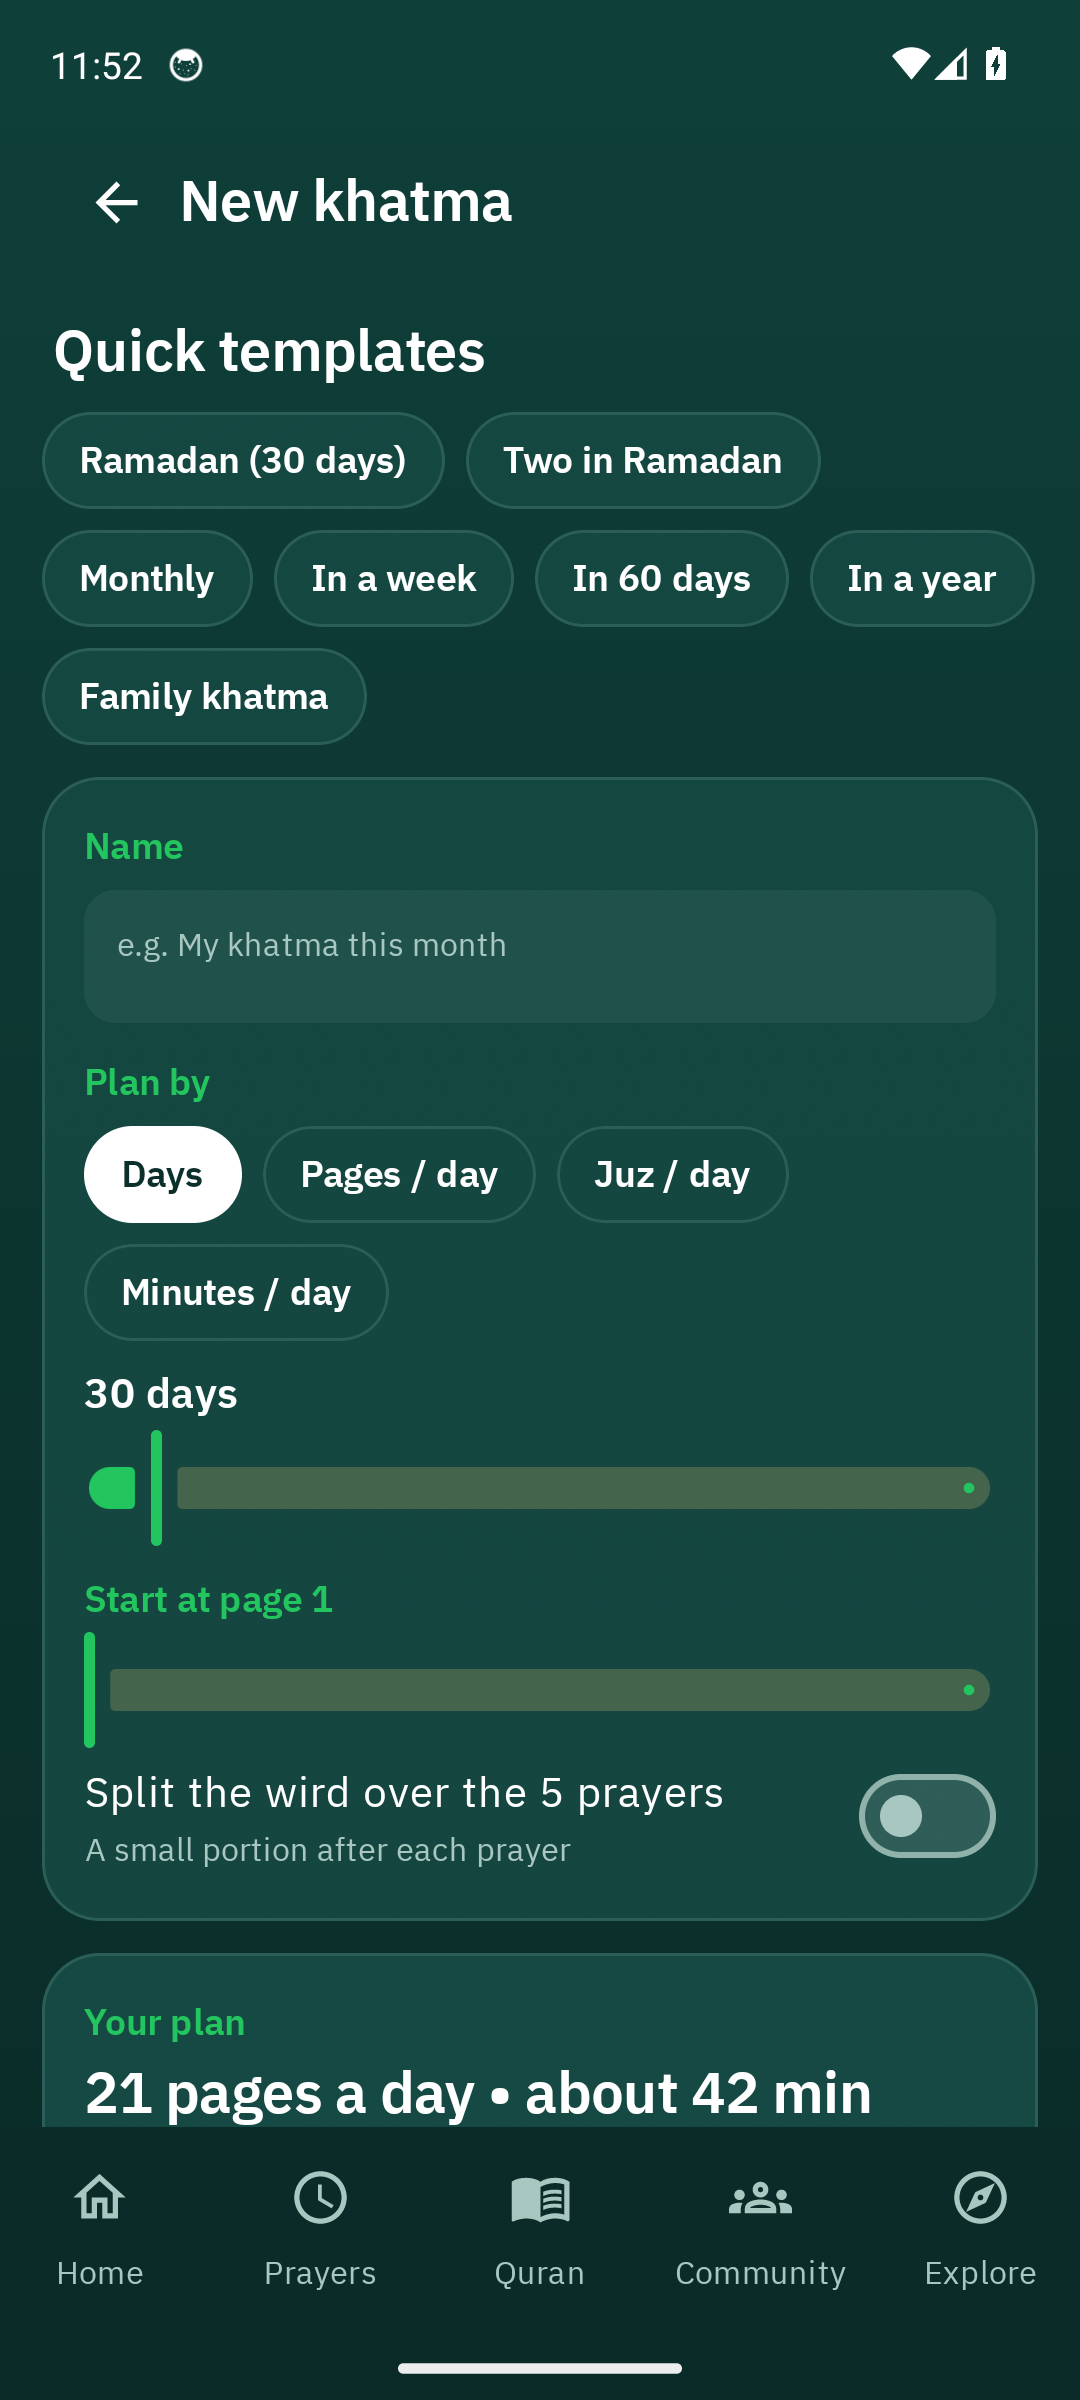 11:52
New khatma
Quick templates
Ramadan (30 days) Two in Ramadan
Monthly In a week In 60 days In a year
Family khatma
Name
e.g. My khatma this month
Plan by
Days Pages / day Juz / day
Minutes / day
30 days
Start at page 1
Split the wird over the 5 prayers
A small portion after each prayer
Your plan
21 pages a day • about 42 min
Home Prayers Quran Community Explore